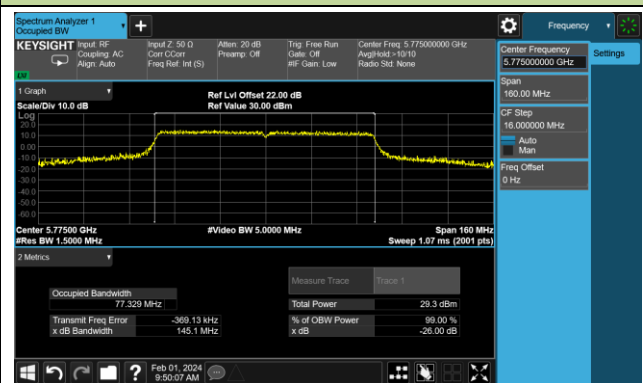 Spectrum Analyzer 1
Occupied BW
+
Frequency
KEYSIGHT
Input: RF
Coupling: AC
Align: Auto
Input Z: 50 Ω
Corr CCorr
Freq Ref: Int (S)
Atten: 20 dB
Preamp: Off
Trig: Free Run
Gate: Off
#IF Gain: Low
Center Freq: 5.775000000 GHz
Avg|Hold:>10/10
Radio Std: None
1 Graph
Scale/Div 10.0 dB
Ref Lvl Offset 22.00 dB
Ref Value 30.00 dBm
Log
20.0
10.0
0.00
-10.0
-20.0
-30.0
-40.0
-50.0
-60.0
Center 5.77500 GHz
#Res BW 1.5000 MHz
#Video BW 5.0000 MHz
Span 160 MHz
Sweep 1.07 ms (2001 pts)
2 Metrics
Measure Trace
Trace 1
Occupied Bandwidth
77.329 MHz
Total Power
29.3 dBm
Transmit Freq Error
-369.13 kHz
% of OBW Power
99.00 %
x dB Bandwidth
145.1 MHz
x dB
-26.00 dB
Center Frequency
5.775000000 GHz
Settings
Span
160.00 MHz
CF Step
16.000000 MHz
Auto
Man
Freq Offset
0 Hz
?
Feb 01, 2024
9:50:07 AM